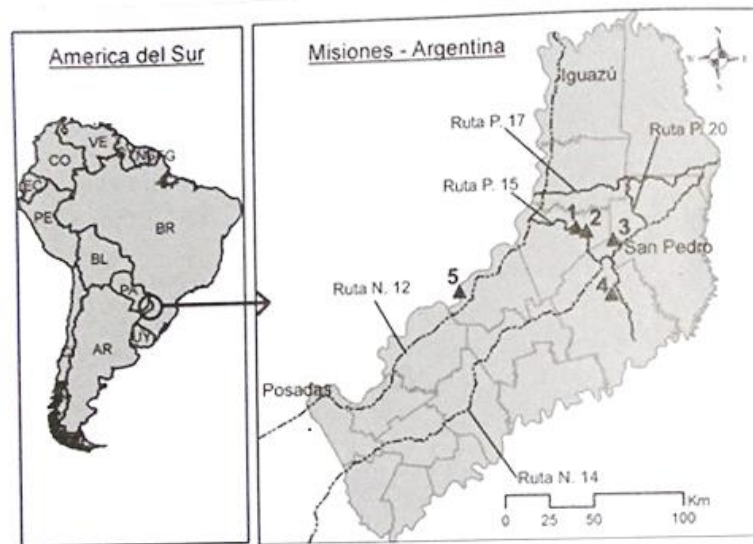 America del Sur
VE
CO
EC
PE
BR
BL
PA
UY
AR
Misiones - Argentina
Iguazú
Ruta P. 17
Ruta P. 20
Ruta P. 15
1
2
3
San Pedro
5
4
Ruta N. 12
Posadas
Ruta N. 14
Km
0 25 50 100